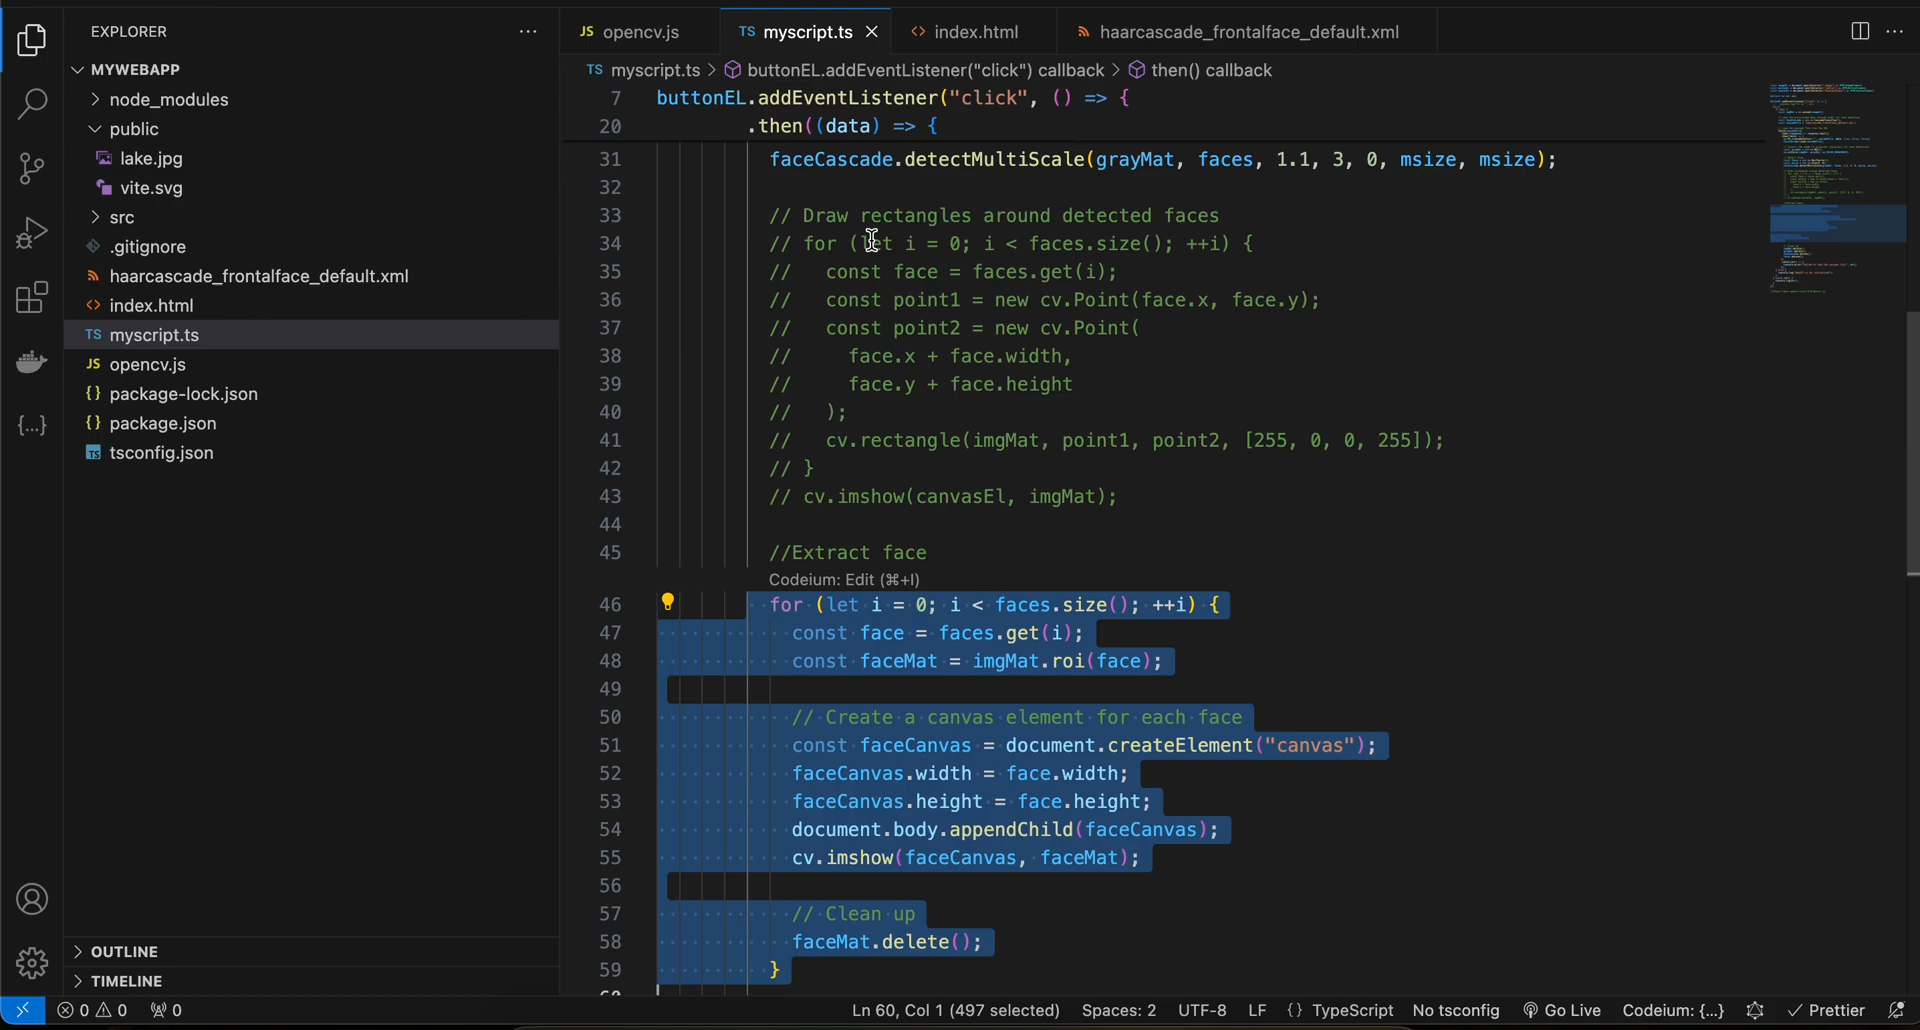 EXPLORER
MYWEBAPP
node_modules
public
lake.jpg
vite.svg
src
.gitignore
haarcascade_frontalface_default.xml
index.html
TS myscript.ts
JS opencv.js
{} package-lock.json
{} package.json
TS tsconfig.json
OUTLINE
TIMELINE
JS opencv.js
TS myscript.ts
<> index.html
haarcascade_frontalface_default.xml
TS myscript.ts > buttonEL.addEventListener("click") callback > then() callback
7 buttonEL.addEventListener("click", () => {
20 .then((data) => {
31 faceCascade.detectMultiScale(grayMat, faces, 1.1, 3, 0, msize, msize);
32
33 // Draw rectangles around detected faces
34 // for (let i = 0; i < faces.size(); ++i) {
35 //   const face = faces.get(i);
36 //   const point1 = new cv.Point(face.x, face.y);
37 //   const point2 = new cv.Point(
38 //     face.x + face.width,
39 //     face.y + face.height
40 //   );
41 //   cv.rectangle(imgMat, point1, point2, [255, 0, 0, 255]);
42 // }
43 // cv.imshow(canvasEl, imgMat);
44
45 //Extract face
Codeium: Edit (⌘+I)
46 for (let i = 0; i < faces.size(); ++i) {
47 const face = faces.get(i);
48 const faceMat = imgMat.roi(face);
49
50 // Create a canvas element for each face
51 const faceCanvas = document.createElement("canvas");
52 faceCanvas.width = face.width;
53 faceCanvas.height = face.height;
54 document.body.appendChild(faceCanvas);
55 cv.imshow(faceCanvas, faceMat);
56
57 // Clean up
58 faceMat.delete();
59 }
0 0 0 Ln 60, Col 1 (497 selected) Spaces: 2 UTF-8 LF {} TypeScript No tsconfig Go Live Codeium: {...} Prettier